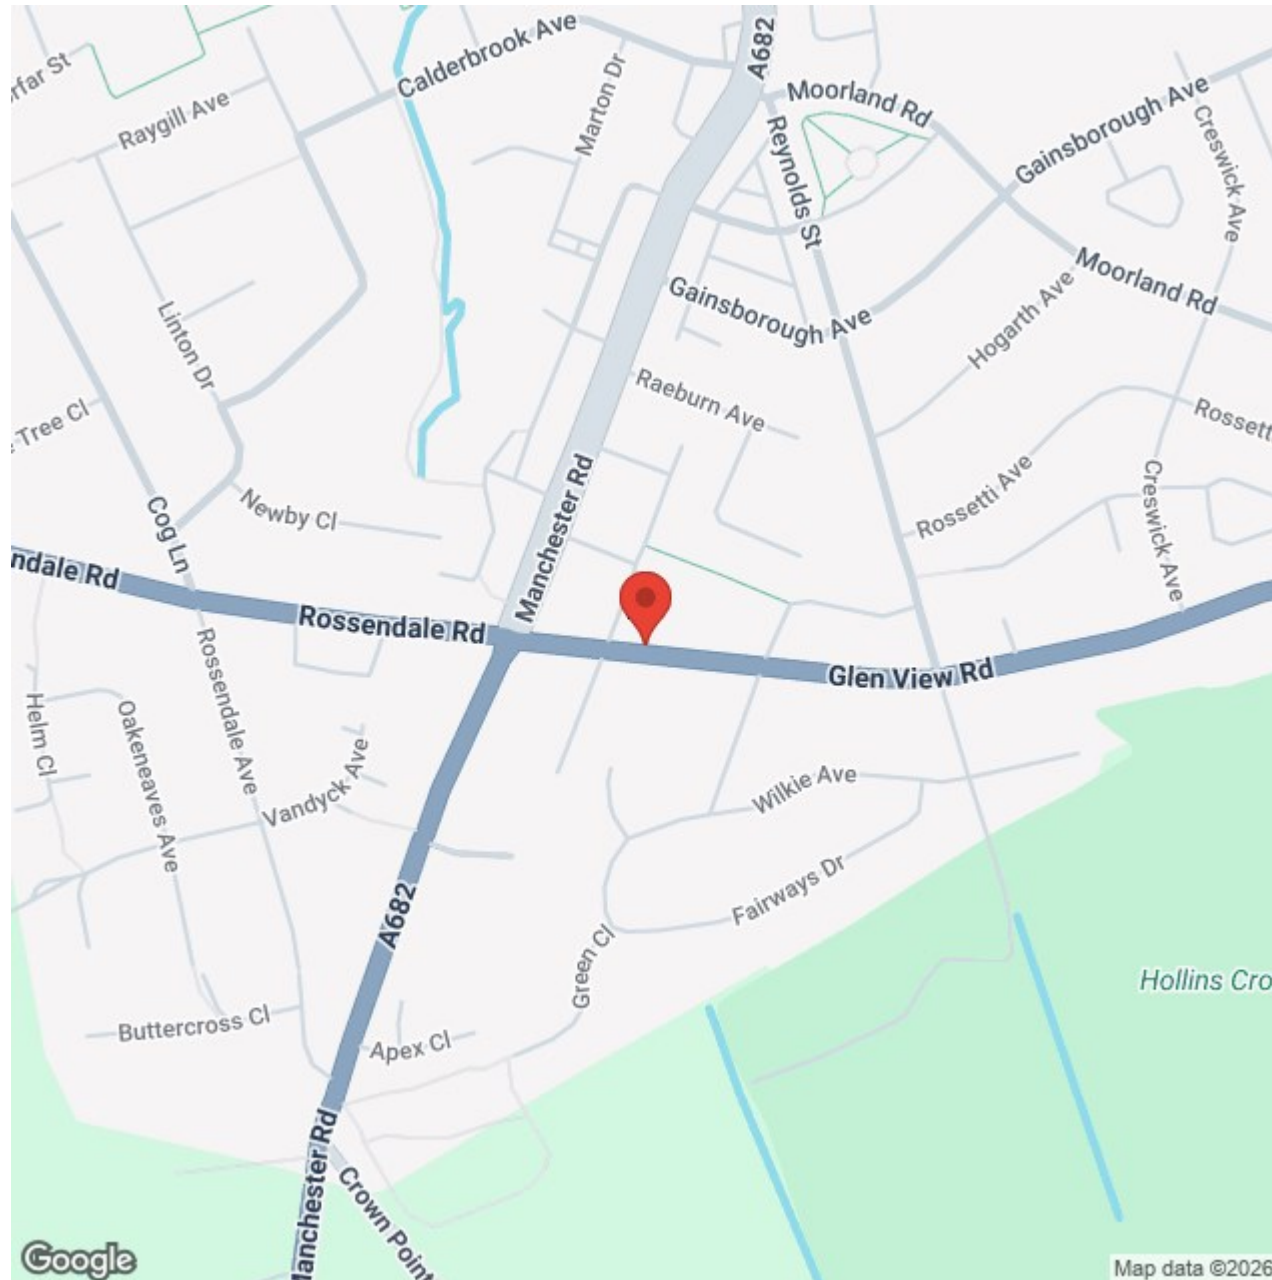 A682
Calderbrook Ave
Moorland Rd
Marton Dr
Raygill Ave
Reynolds St
Gainsborough Ave
Creswick Ave
Moorland Rd
Hogarth Ave
Gainsborough Ave
Linton Dr
Raeburn Ave
Tree Cl
Rossetti Ave
Newby Cl
Cog Ln
Manchester Rd
Creswick Ave
Rossendale Rd
Glen View Rd
Rossendale Ave
Helm Cl
Oakeneaves Ave
Vandyck Ave
Wilkie Ave
Fairways Dr
A682
Green Cl
Hollins Cro
Buttercross Cl
Apex Cl
Manchester Rd
Crown Point
Google
Map data ©2026